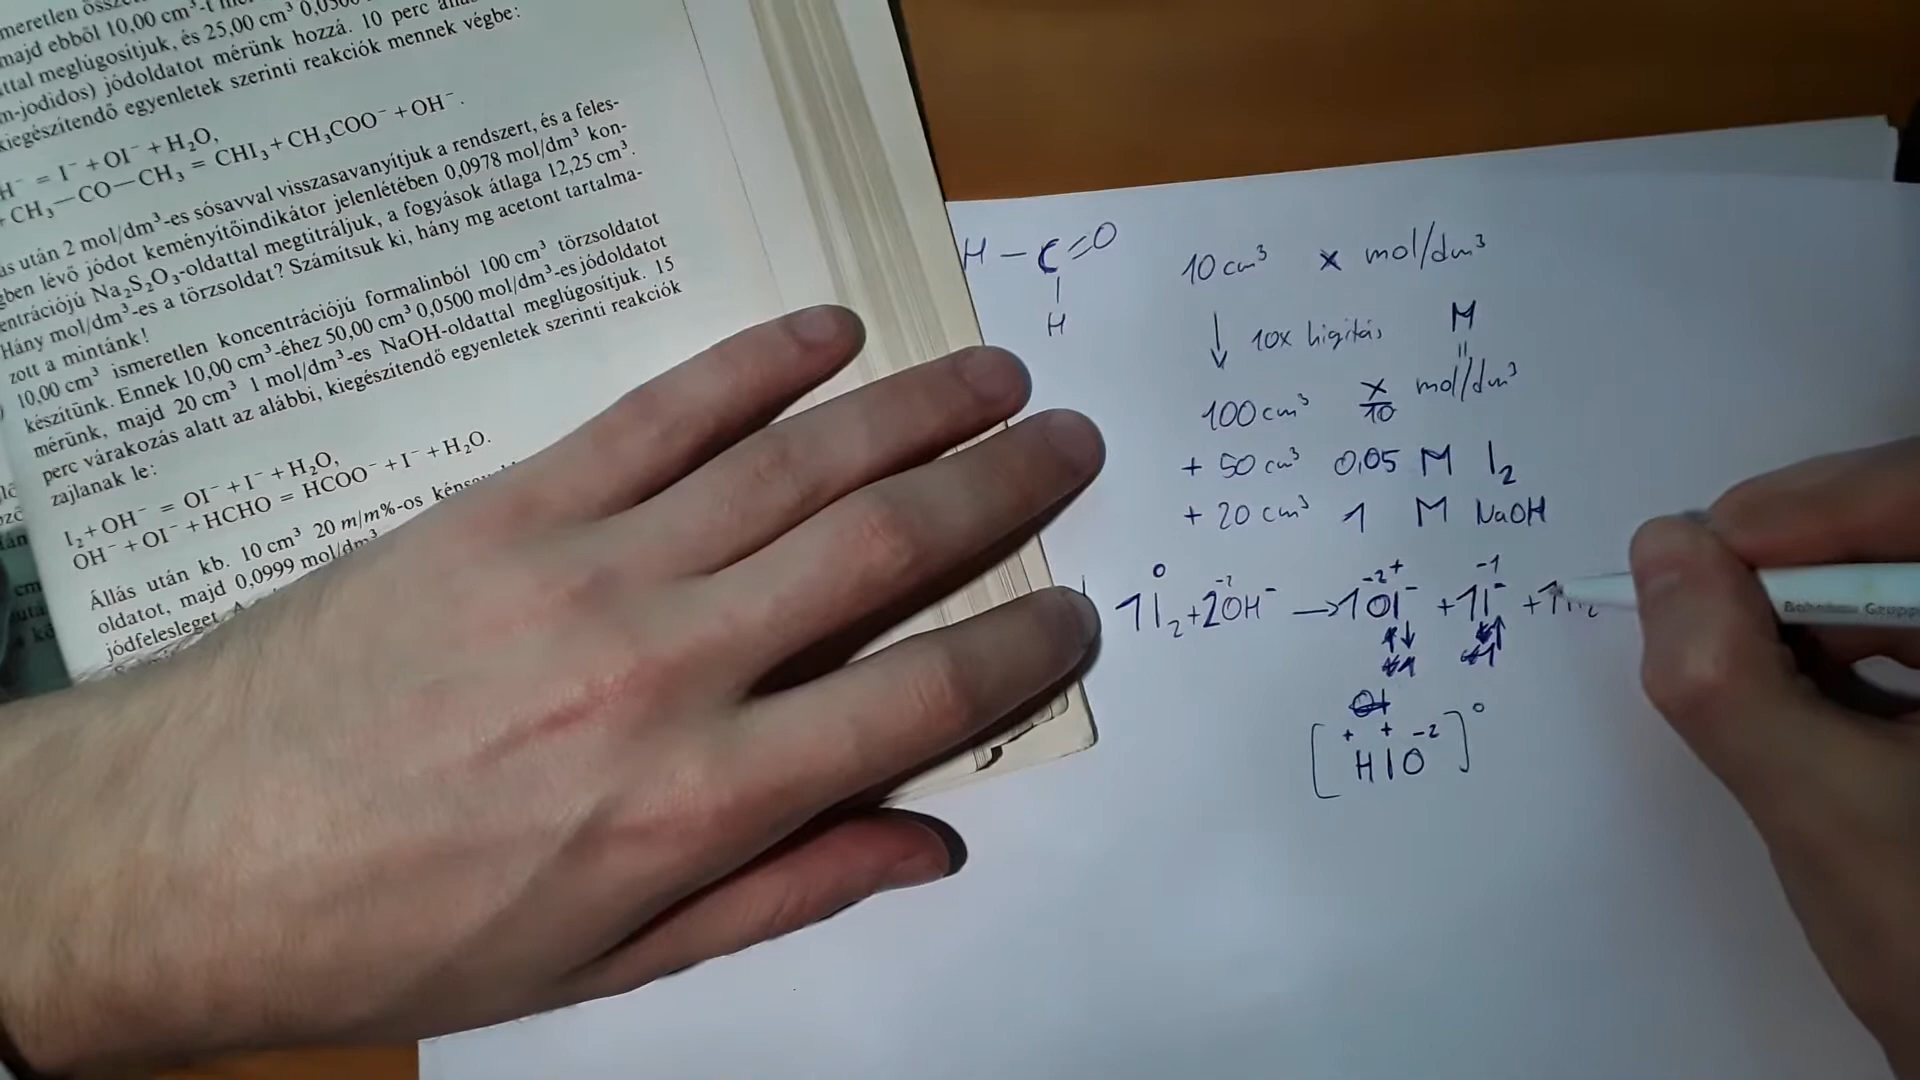 majd ebből 10,00 cm³-t
ttal meglúgosítjuk, és 25,00 cm³
m-jodidos) jódoldatot mérünk hozzá. 10 perc
kiegészítendő egyenletek szerinti reakciók mennek végbe:
H⁻ = I⁻ + OI⁻ + H₂O,
+ CH₃—CO—CH₃ = CHI₃ + CH₃COO⁻ + OH⁻.
ás után 2 mol/dm³-es sósavval visszasavanyítjuk a rendszert, és a feles-
gben lévő jódot keményítőindikátor jelenlétében 0,0978 mol/dm³ kon-
entrációjú Na₂S₂O₃-oldattal megtitráljuk, a fogyások átlaga 12,25 cm³.
Hány mol/dm³-es a törzsoldat? Számítsuk ki, hány mg acetont tartalma-
zott a mintánk!
10,00 cm³ ismeretlen koncentrációjú formalinból 100 cm³ törzsoldatot
készítünk. Ennek 10,00 cm³-éhez 50,00 cm³ 0,0500 mol/dm³-es jódoldatot
mérünk, majd 20 cm³ 1 mol/dm³-es NaOH-oldattal meglúgosítjuk. 15
perc várakozás alatt az alábbi, kiegészítendő egyenletek szerinti reakciók
zajlanak le:
I₂ + OH⁻ = OI⁻ + I⁻ + H₂O,
OH⁻ + OI⁻ + HCHO = HCOO⁻ + I⁻ + H₂O.
Állás után kb. 10 cm³ 20 m/m%-os
oldatot, majd 0,0999 mol/dm³
jódfelesleget
H – C = O
H
10 cm³ x mol/dm³
↓ 10x hígítás M
=
100 cm³ x/10 mol/dm³
+ 50 cm³ 0,05 M I₂
+ 20 cm³ 1 M NaOH
0 -2 -2 + -1
1 I₂ + 2OH⁻ → 1 OI⁻ + 1 I⁻ + 1
[HIO]⁰
+ + -2